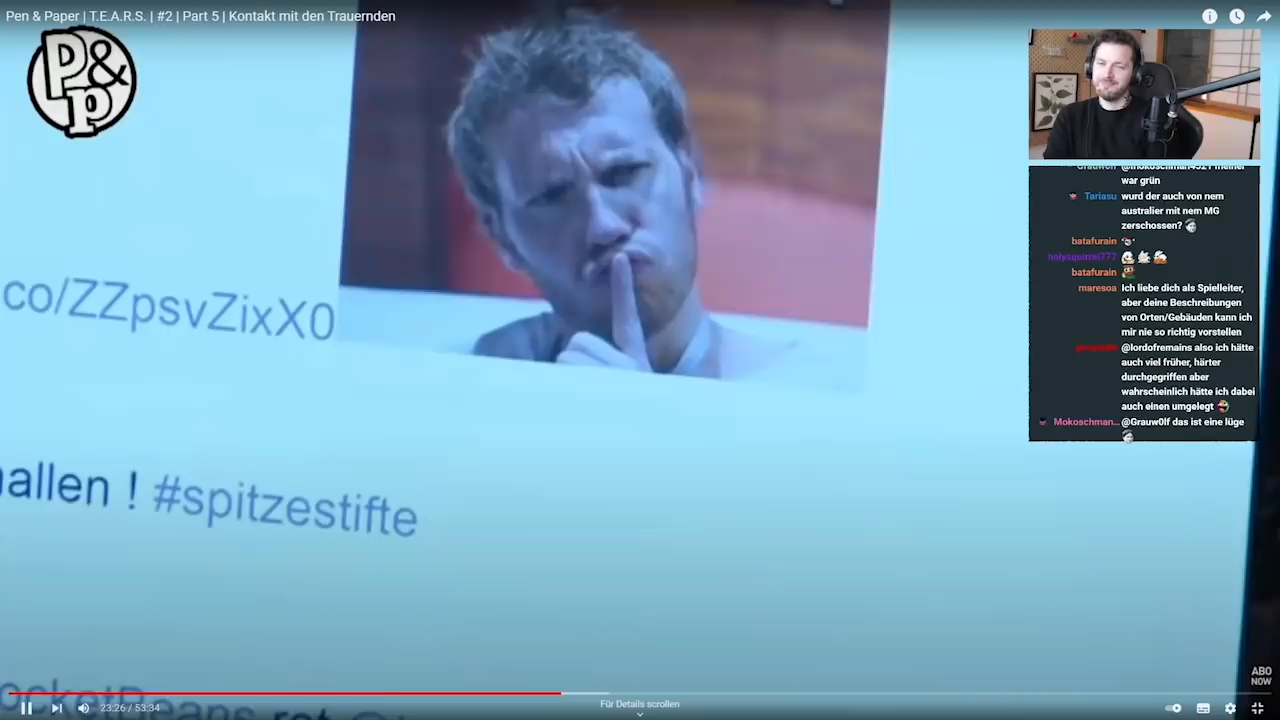 Pen & Paper | T.E.A.R.S. | #2 | Part 5 | Kontakt mit den Trauernden
P&P
war grün
Tariasu wurd der auch von nem
australier mit nem MG
zerschossen?
batafurain
holysquirrel777
batafurain
maresoa Ich liebe dich als Spielleiter,
aber deine Beschreibungen
von Orten/Gebäuden kann ich
mir nie so richtig vorstellen
@lordofremains also ich hätte
auch viel früher, härter
durchgegriffen aber
wahrscheinlich hätte ich dabei
auch einen umgelegt
Mokoschman... @Grauw0lf das ist eine lüge
co/ZZpsvZixX0
allen ! #spitzestifte
ABO
NOW
23:26 / 53:34
Für Details scrollen